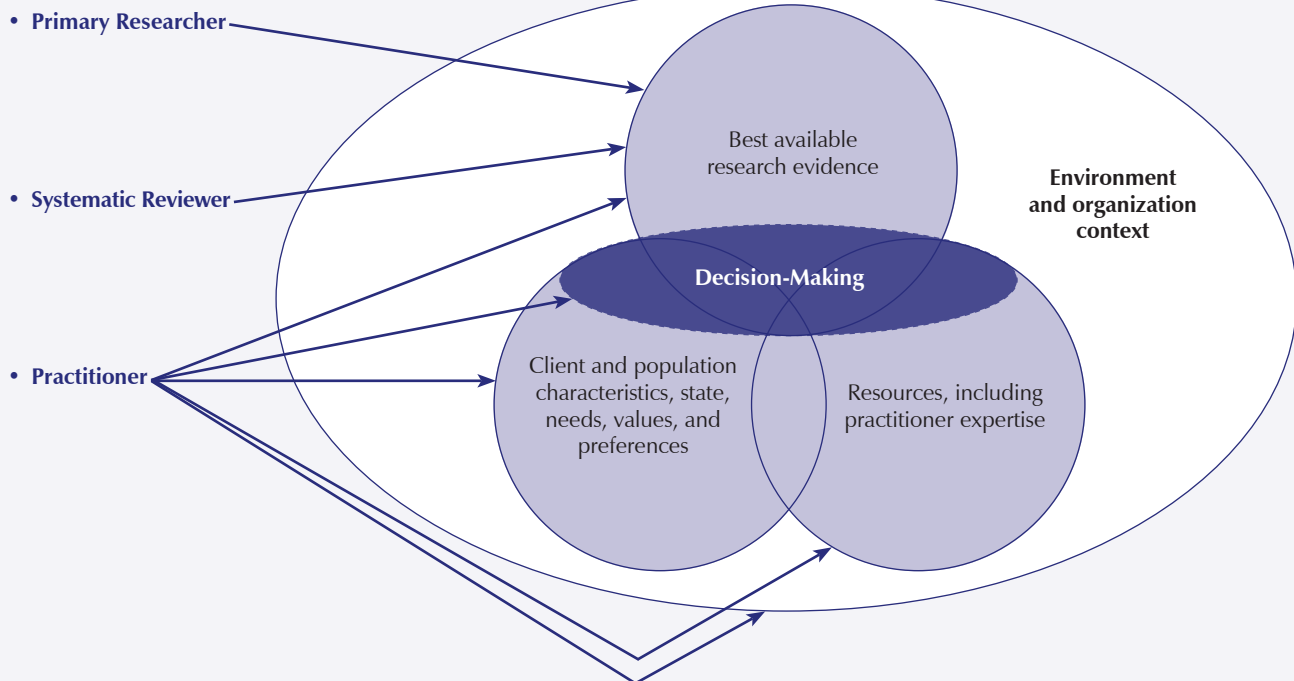 • Primary Researcher
Best available
research evidence
Environment
and organization
context
• Systematic Reviewer
Decision-Making
• Practitioner
Client and population
characteristics, state,
needs, values, and
preferences
Resources, including
practitioner expertise